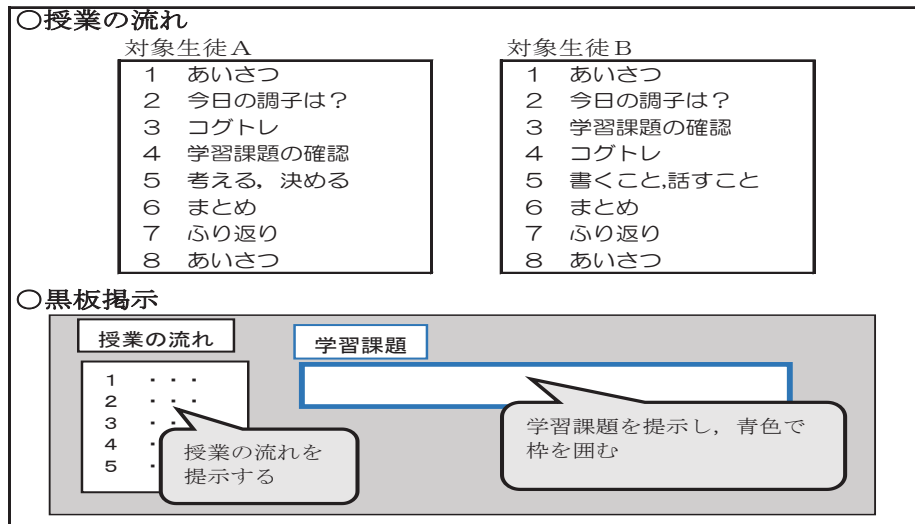 ○授業の流れ
対象生徒A
1 あいさつ
2 今日の調子は？
3 コグトレ
4 学習課題の確認
5 考える，決める
6 まとめ
7 ふり返り
8 あいさつ
対象生徒B
1 あいさつ
2 今日の調子は？
3 学習課題の確認
4 コグトレ
5 書くこと,話すこと
6 まとめ
7 ふり返り
8 あいさつ
○黒板掲示
授業の流れ
1 ・・・
2 ・・・
3 ・・・
4 ・
5 ・
授業の流れを
提示する
学習課題
学習課題を提示し，青色で
枠を囲む